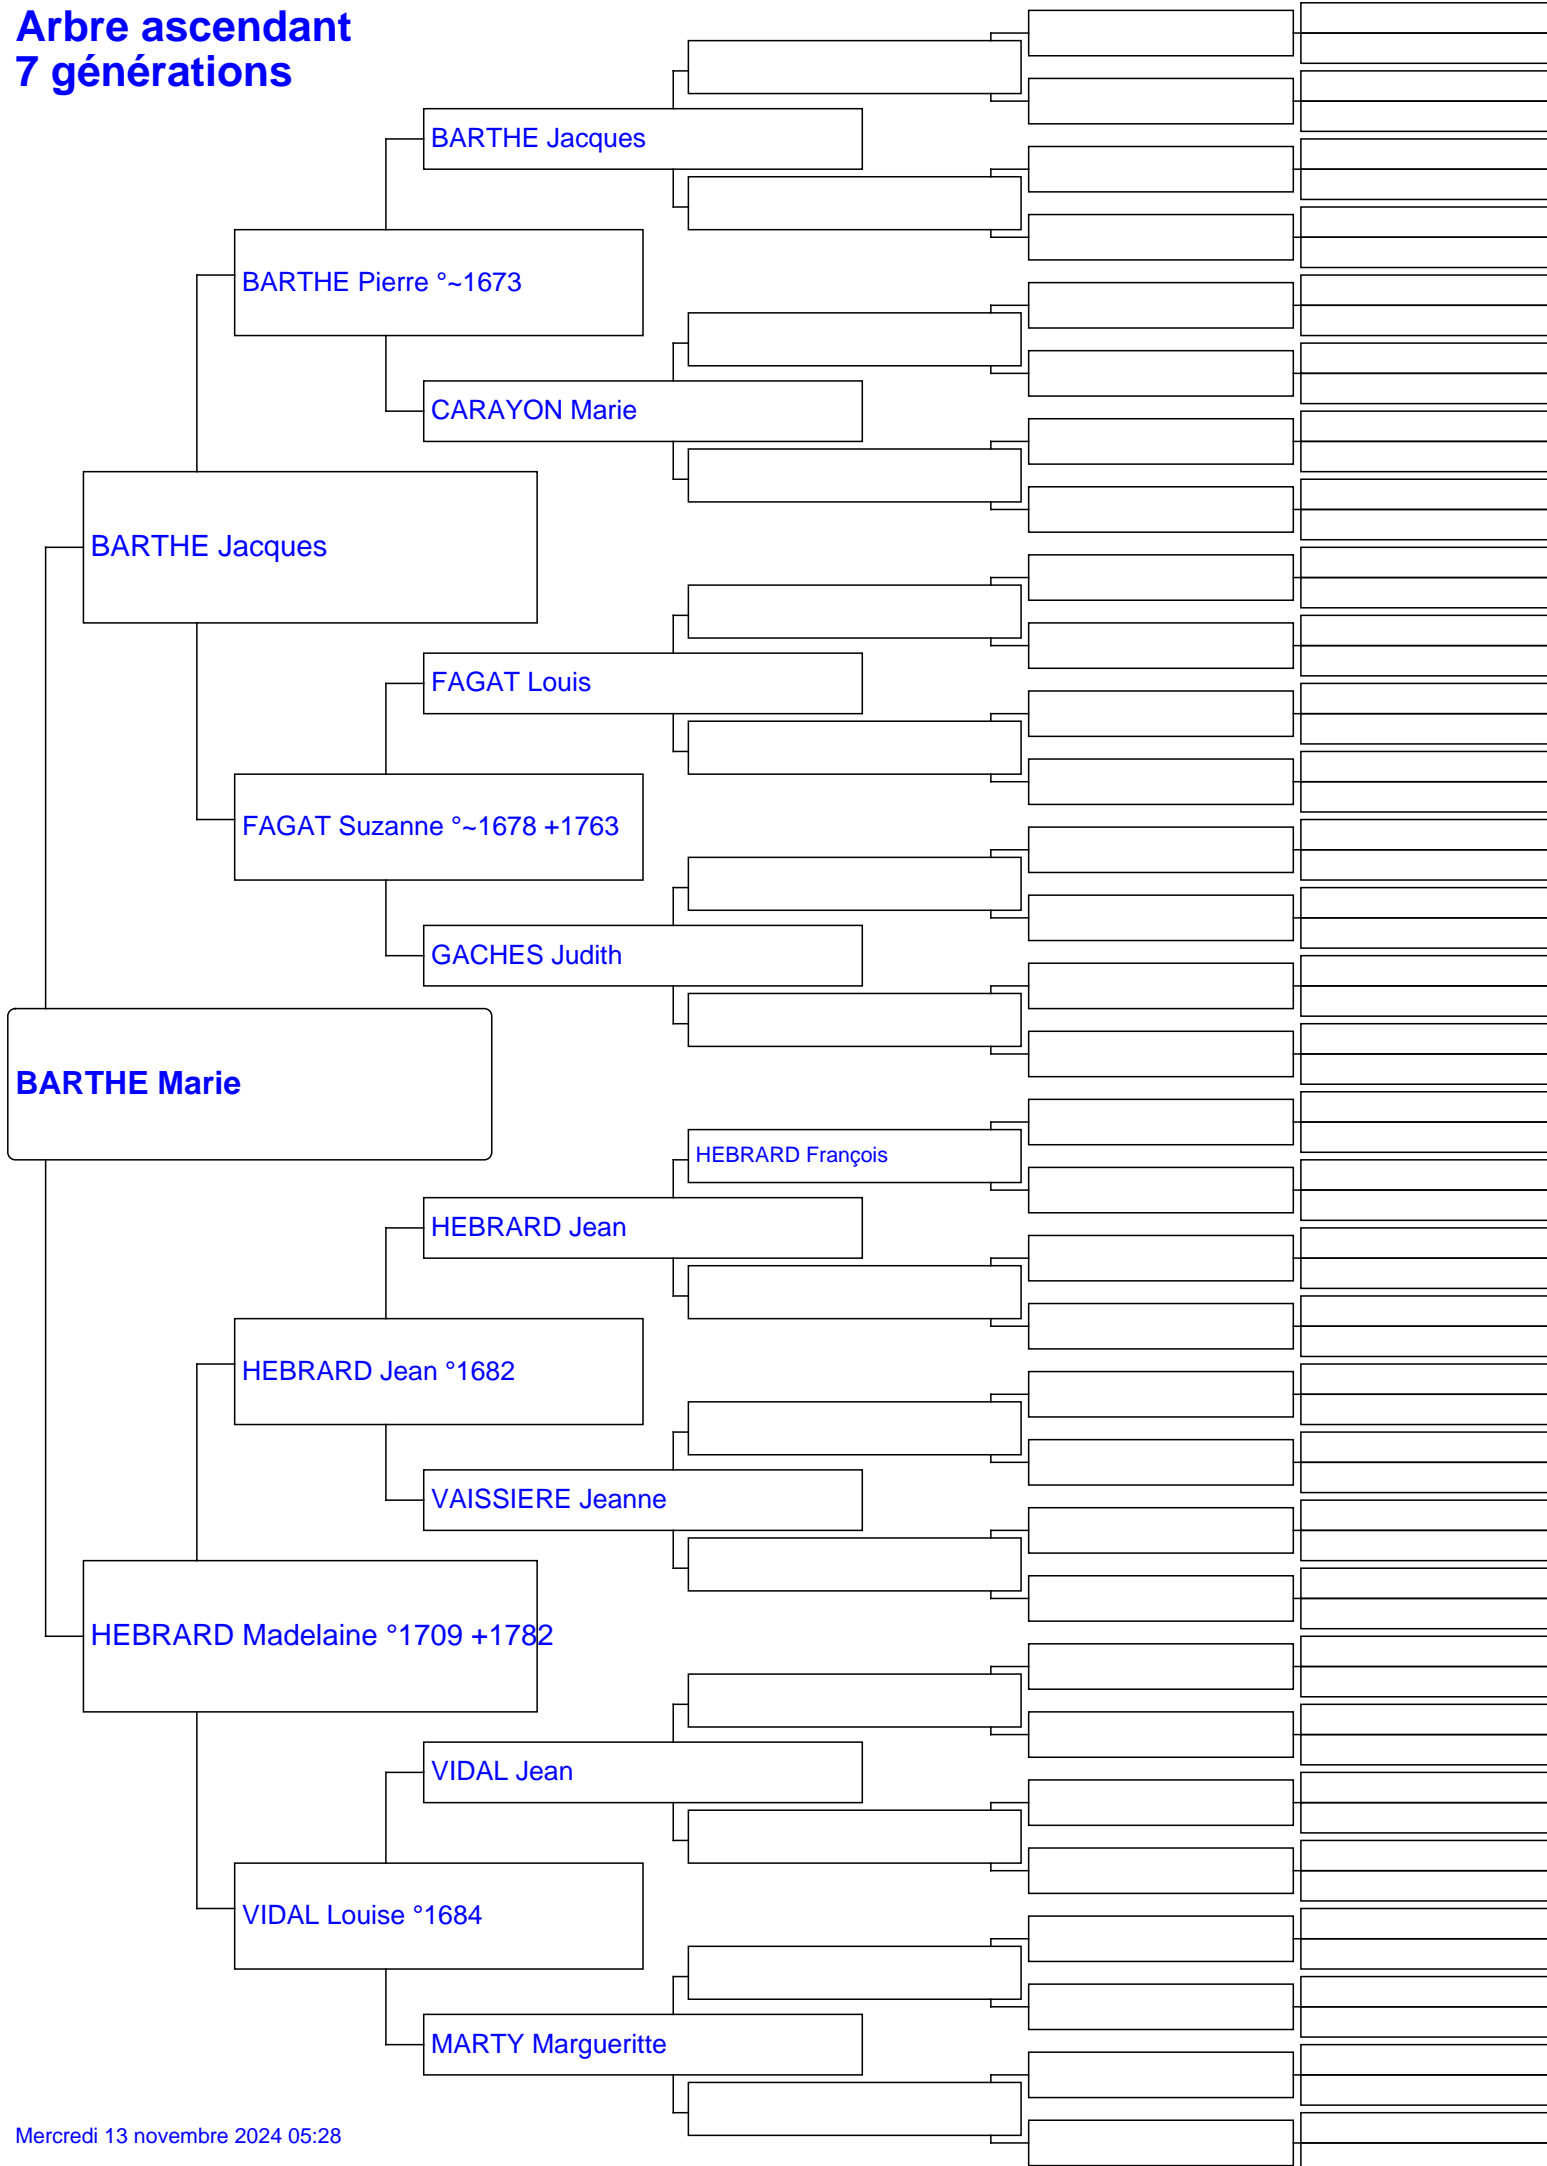 Arbre ascendant
7 générations
BARTHE Jacques
BARTHE Pierre °~1673
CARAYON Marie
BARTHE Jacques
FAGAT Louis
FAGAT Suzanne °~1678 +1763
GACHES Judith
BARTHE Marie
HEBRARD François
HEBRARD Jean
HEBRARD Jean °1682
VAISSIERE Jeanne
HEBRARD Madelaine °1709 +1782
VIDAL Jean
VIDAL Louise °1684
MARTY Margueritte
Mercredi 13 novembre 2024 05:28